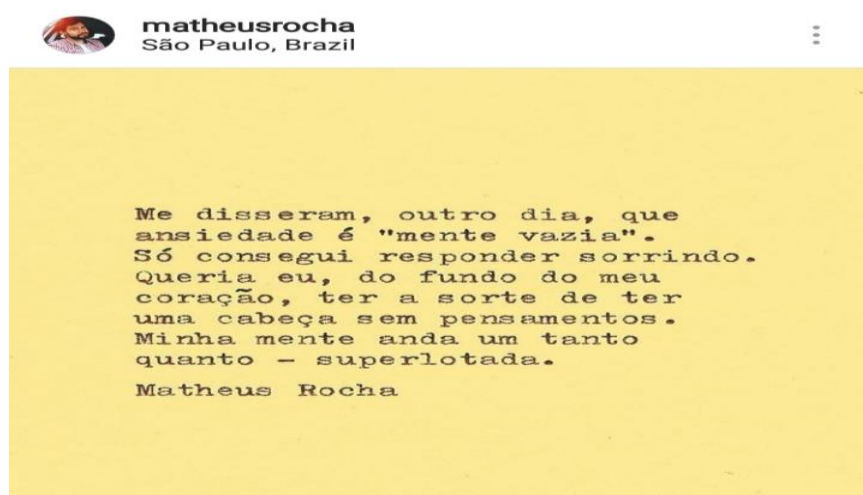 matheusrocha
São Paulo, Brazil
Me disseram, outro dia, que
ansiedade é "mente vazia".
Só consegui responder sorrindo.
Queria eu, do fundo do meu
coração, ter a sorte de ter
uma cabeça sem pensamentos.
Minha mente anda um tanto
quanto — superlotada.
Matheus Rocha